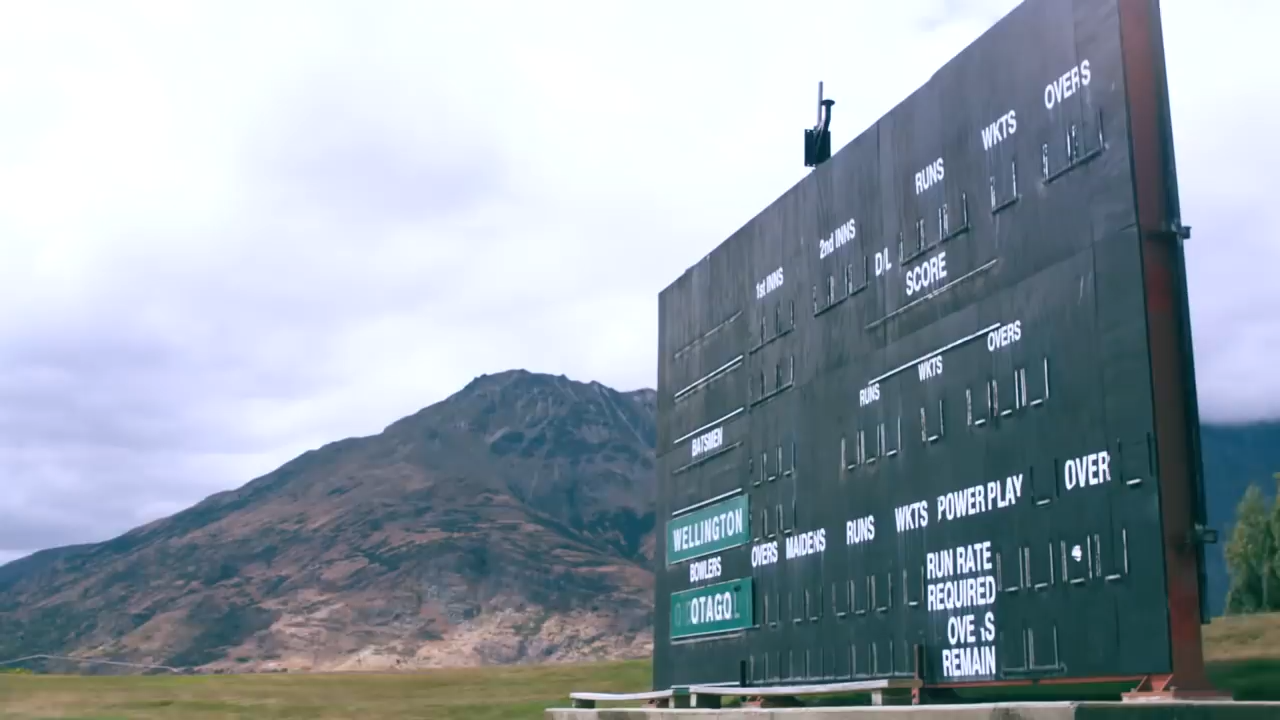 OVERS
WKTS
RUNS
2nd INNS
1st INNS
D/L
SCORE
OVERS
WKTS
RUNS
BATSMEN
POWER PLAY OVER
WELLINGTON
OVERS MAIDENS RUNS WKTS
BOWLERS
OTAGO
RUN RATE
REQUIRED
OVE S
REMAIN